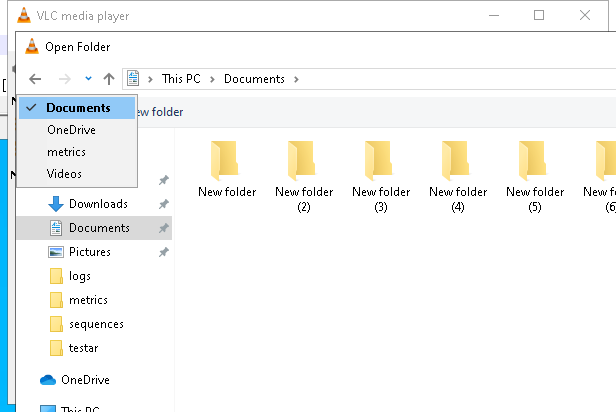 VLC media player
Open Folder
This PC
Documents
Documents
OneDrive
metrics
Videos
ew folder
Downloads
Documents
Pictures
logs
metrics
sequences
testar
OneDrive
This PC
New folder
New folder
(2)
New folder
(3)
New folder
(4)
New folder
(5)
New folde
(6